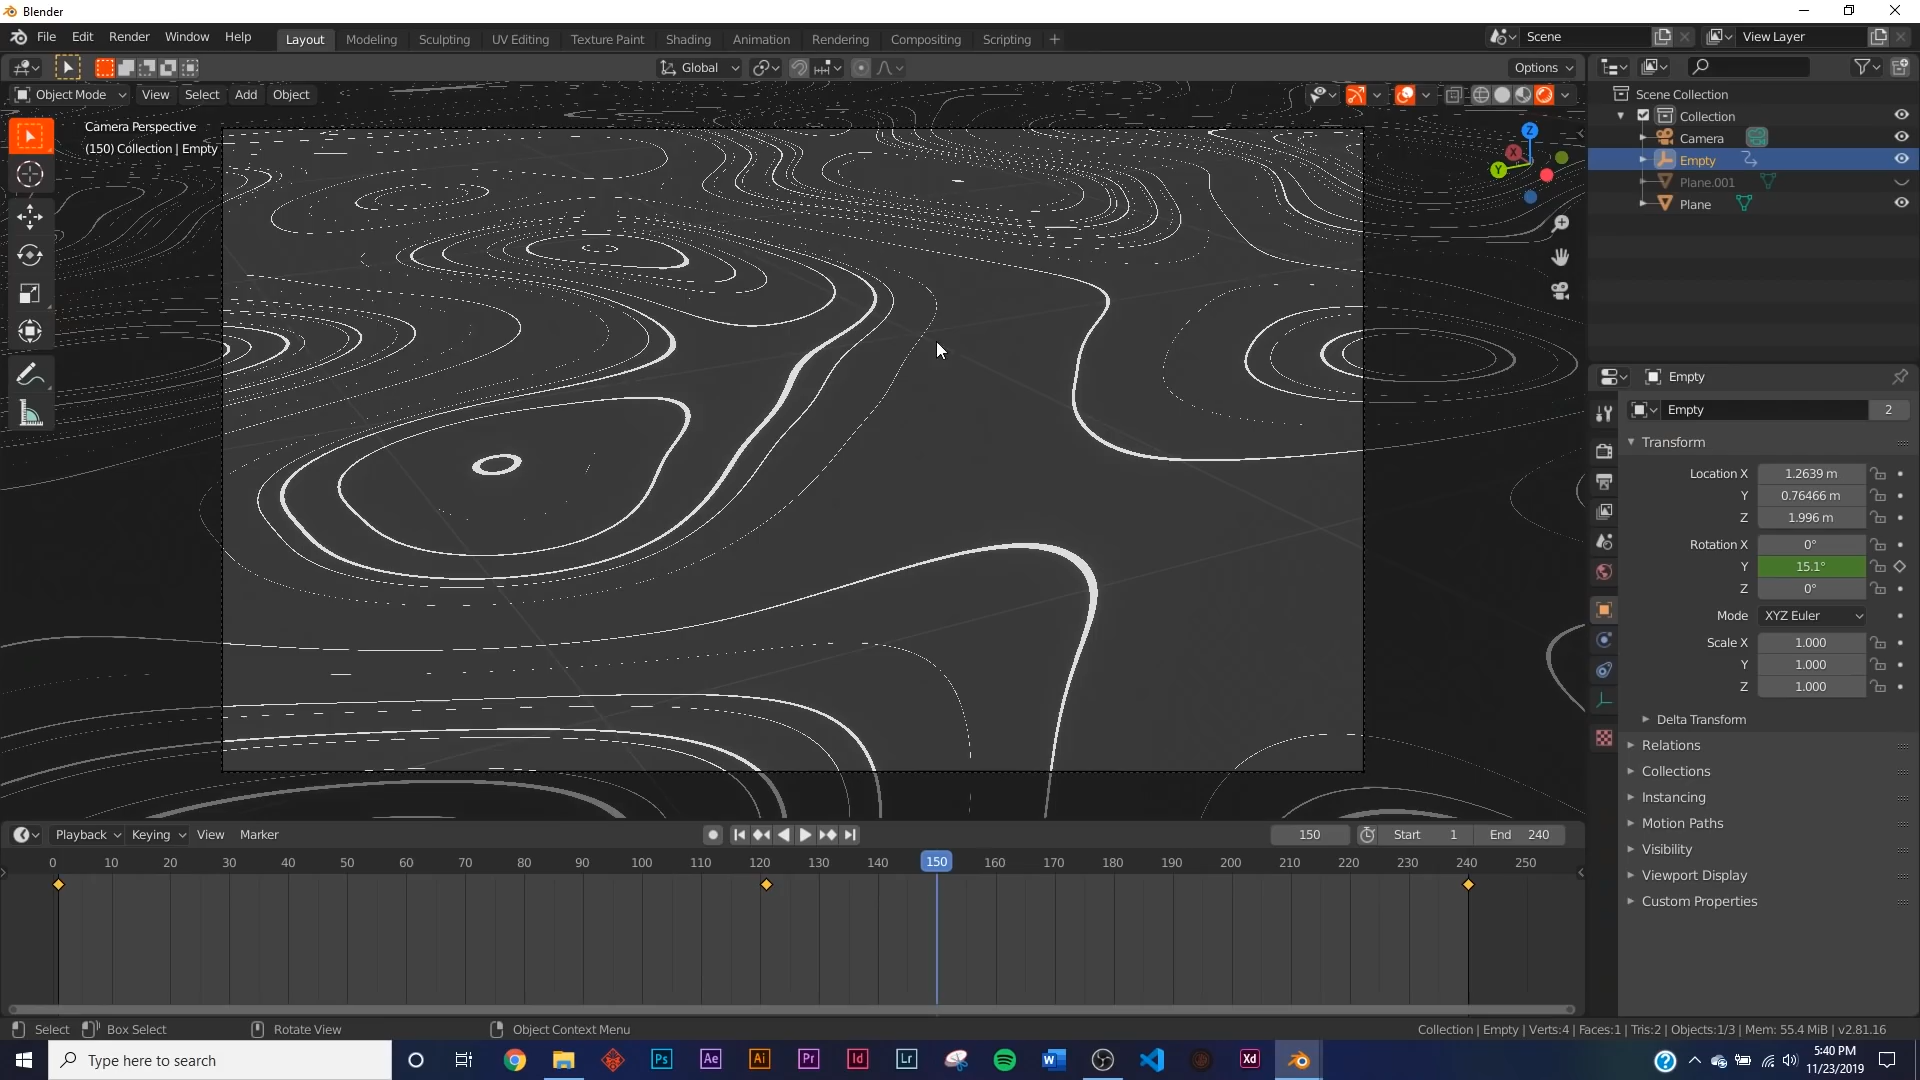 Blender
File Edit Render Window Help
Layout Modeling Sculpting UV Editing Texture Paint Shading Animation Rendering Compositing Scripting +
Scene
View Layer
Global
Options
Object Mode View Select Add Object
Camera Perspective
(150) Collection | Empty
Z
X
Y
Scene Collection
Collection
Camera
Empty
Plane.001
Plane
Empty
Empty 2
Transform
Location X 1.2639 m
Y 0.76466 m
Z 1.996 m
Rotation X 0°
Y 15.1°
Z 0°
Mode XYZ Euler
Scale X 1.000
Y 1.000
Z 1.000
Delta Transform
Relations
Collections
Instancing
Motion Paths
Visibility
Viewport Display
Custom Properties
Playback Keying View Marker
150 Start 1 End 240
0 10 20 30 40 50 60 70 80 90 100 110 120 130 140 150 160 170 180 190 200 210 220 230 240 250
Select Box Select Rotate View Object Context Menu
Collection | Empty | Verts:4 | Faces:1 | Tris:2 | Objects:1/3 | Mem: 55.4 MiB | v2.81.16
Type here to search
Ps Ae Ai Pr Id Lr W Xd
?
5:40 PM
11/23/2019